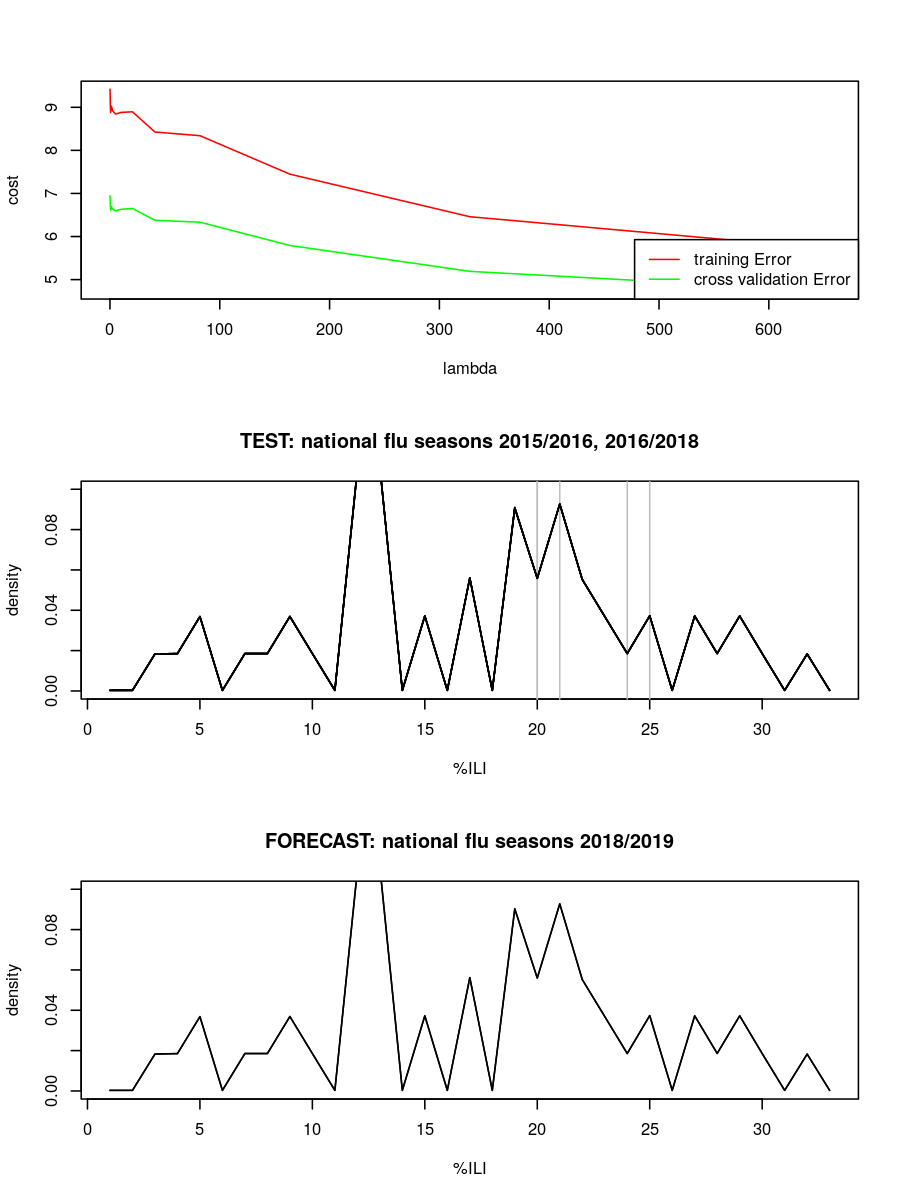 9
8
7
6
5
cost
0 100 200 300 400 500 600
lambda
training Error
cross validation Error
TEST: national flu seasons 2015/2016, 2016/2018
0.08
0.04
0.00
density
0 5 10 15 20 25 30
%ILI
FORECAST: national flu seasons 2018/2019
0.08
0.04
0.00
density
0 5 10 15 20 25 30
%ILI